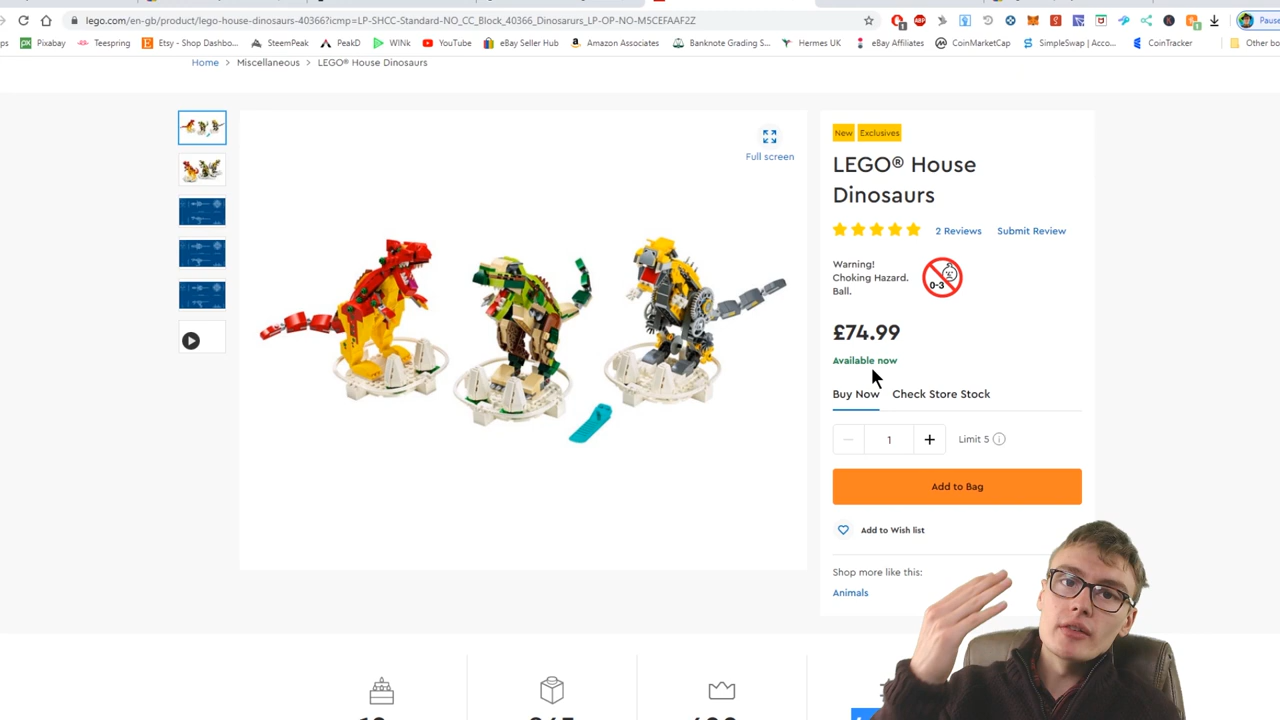 lego.com/en-gb/product/lego-house-dinosaurs-40366?icmp=LP-SHCC-Standard-NO_CC_Block_40366_Dinosarurs_LP-OP-NO-M5CEFAAF2Z
Pause
ps Pixabay Teespring Etsy - Shop Dashbo... SteemPeak PeakD WINk YouTube eBay Seller Hub Amazon Associates Banknote Grading S... Hermes UK eBay Affiliates CoinMarketCap SimpleSwap | Acco... CoinTracker Other bo
Home > Miscellaneous > LEGO® House Dinosaurs
New Exclusives
Full screen
LEGO® House
Dinosaurs
2 Reviews Submit Review
Warning!
Choking Hazard.
Ball.
0-3
£74.99
Available now
Buy Now Check Store Stock
1 + Limit 5
Add to Bag
Add to Wish list
Shop more like this:
Animals